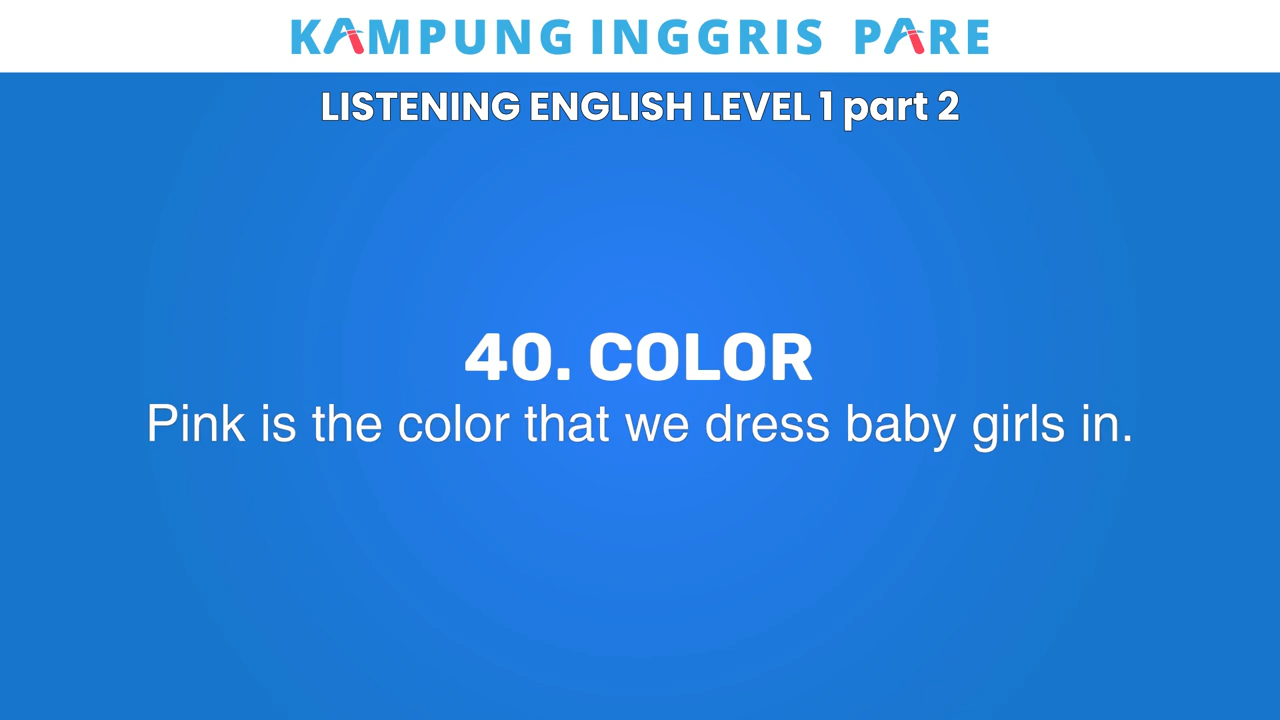 KAMPUNG INGGRIS PARE
LISTENING ENGLISH LEVEL 1 part 2
40. COLOR
Pink is the color that we dress baby girls in.